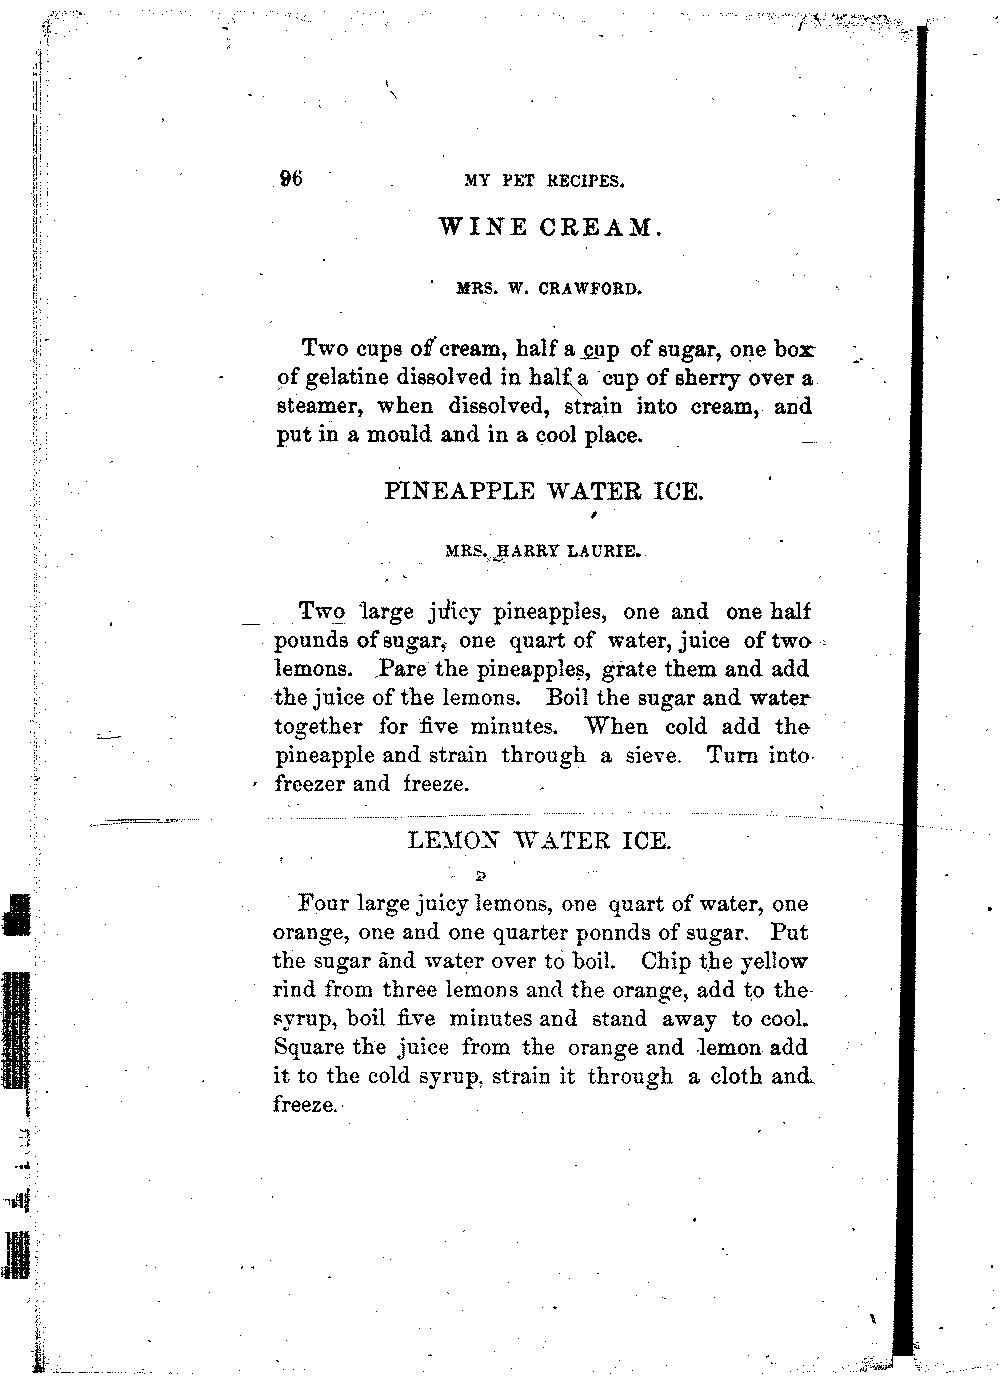 96 MY PET RECIPES.
WINE CREAM.
MRS. W. CRAWFORD.
Two cups of cream, half a cup of sugar, one box
of gelatine dissolved in half a cup of sherry over a
steamer, when dissolved, strain into cream, and
put in a mould and in a cool place.
PINEAPPLE WATER ICE.
MRS. HARRY LAURIE.
Two large juicy pineapples, one and one half
pounds of sugar, one quart of water, juice of two
lemons. Pare the pineapples, grate them and add
the juice of the lemons. Boil the sugar and water
together for five minutes. When cold add the
pineapple and strain through a sieve. Turn into
freezer and freeze.
LEMON WATER ICE.
Four large juicy lemons, one quart of water, one
orange, one and one quarter ponnds of sugar. Put
the sugar and water over to boil. Chip the yellow
rind from three lemons and the orange, add to the
syrup, boil five minutes and stand away to cool.
Square the juice from the orange and lemon add
it to the cold syrup, strain it through a cloth and
freeze.